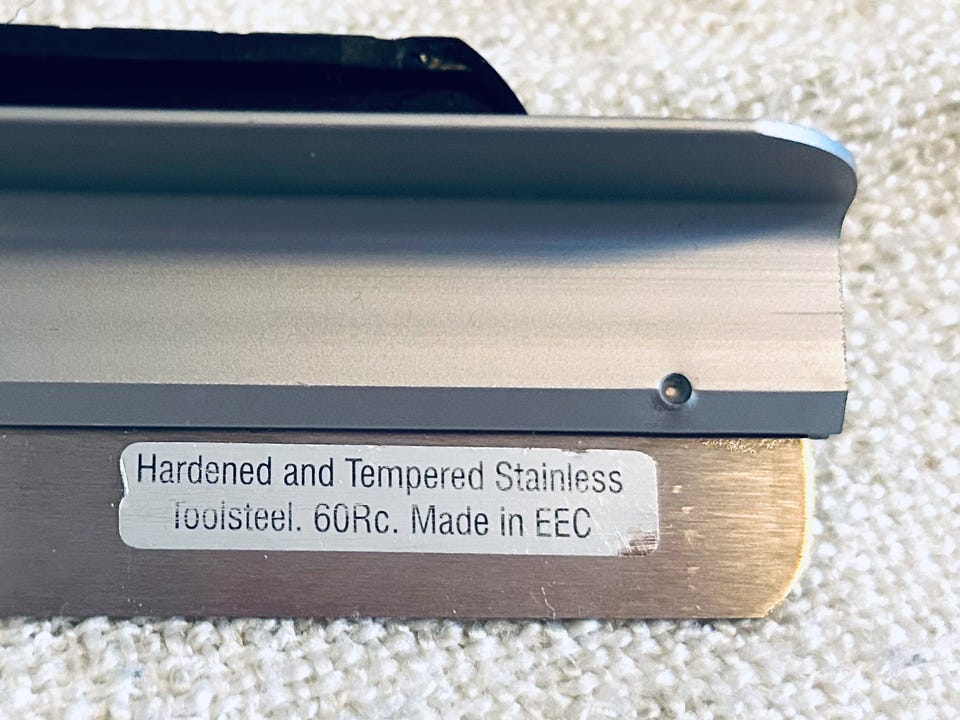 Hardened and Tempered Stainless
Toolsteel. 60Rc. Made in EEC